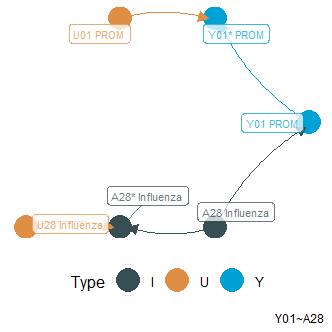 U01 PROM
Y01* PROM
Y01 PROM
A28* Influenza
A28 Influenza
U28 Influenza
Type I U Y
Y01~A28